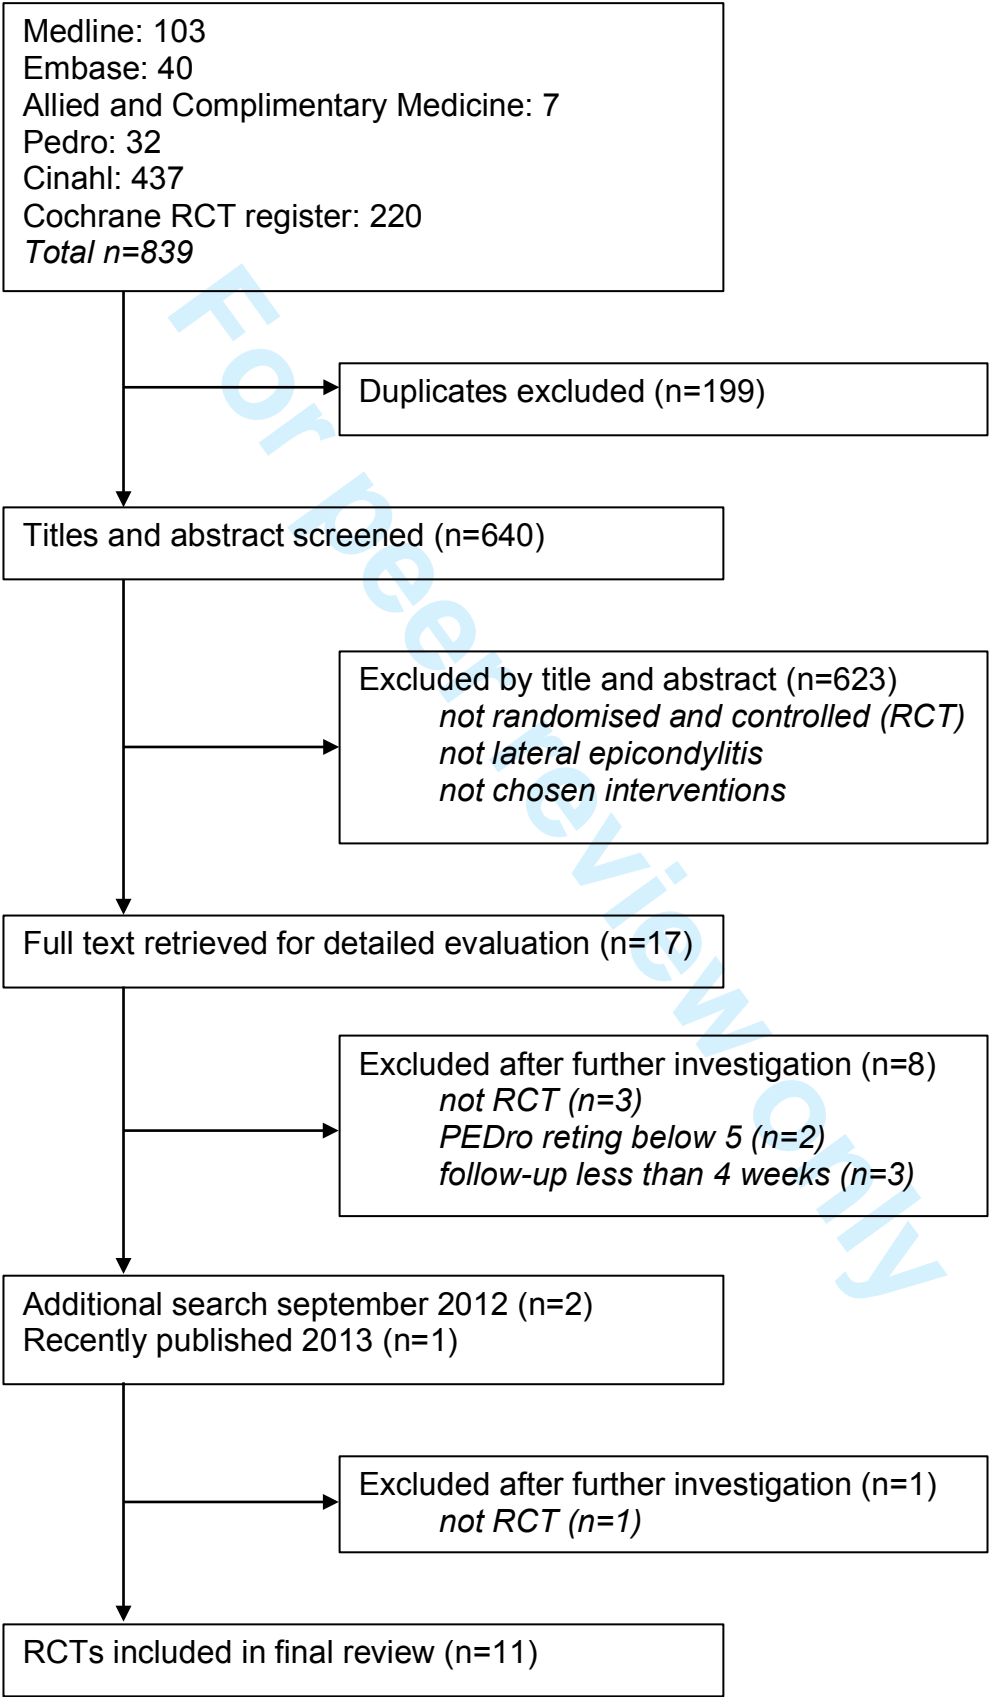 Medline: 103
Embase: 40
Allied and Complimentary Medicine: 7
Pedro: 32
Cinahl: 437
Cochrane RCT register: 220
Total n=839
Duplicates excluded (n=199)
Titles and abstract screened (n=640)
Excluded by title and abstract (n=623)
not randomised and controlled (RCT)
not lateral epicondylitis
not chosen interventions
Full text retrieved for detailed evaluation (n=17)
Excluded after further investigation (n=8)
not RCT (n=3)
PEDro reting below 5 (n=2)
follow-up less than 4 weeks (n=3)
Additional search september 2012 (n=2)
Recently published 2013 (n=1)
Excluded after further investigation (n=1)
not RCT (n=1)
RCTs included in final review (n=11)
For peer review only